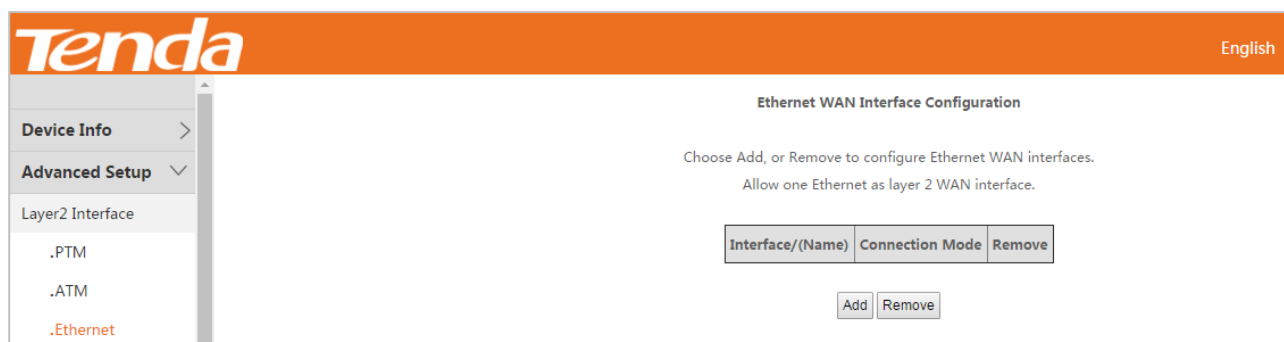 Tenda
English
Device Info
Advanced Setup
Layer2 Interface
.PTM
.ATM
.Ethernet
Ethernet WAN Interface Configuration
Choose Add, or Remove to configure Ethernet WAN interfaces.
Allow one Ethernet as layer 2 WAN interface.
Interface/(Name) Connection Mode Remove
Add Remove